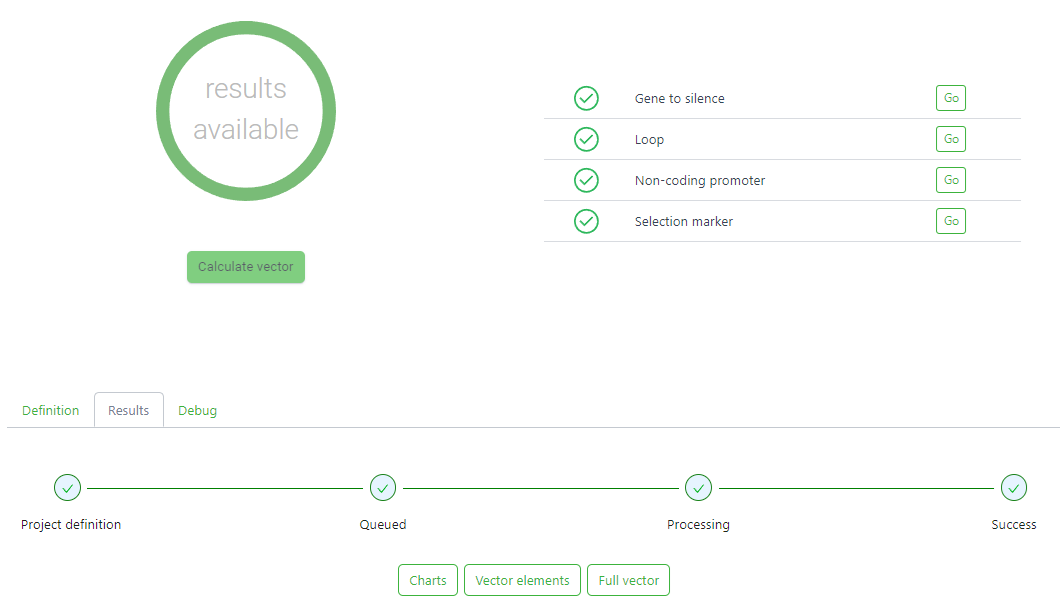 results
available
Calculate vector
Gene to silence Go
Loop Go
Non-coding promoter Go
Selection marker Go
Definition Results Debug
Project definition Queued Processing Success
Charts Vector elements Full vector